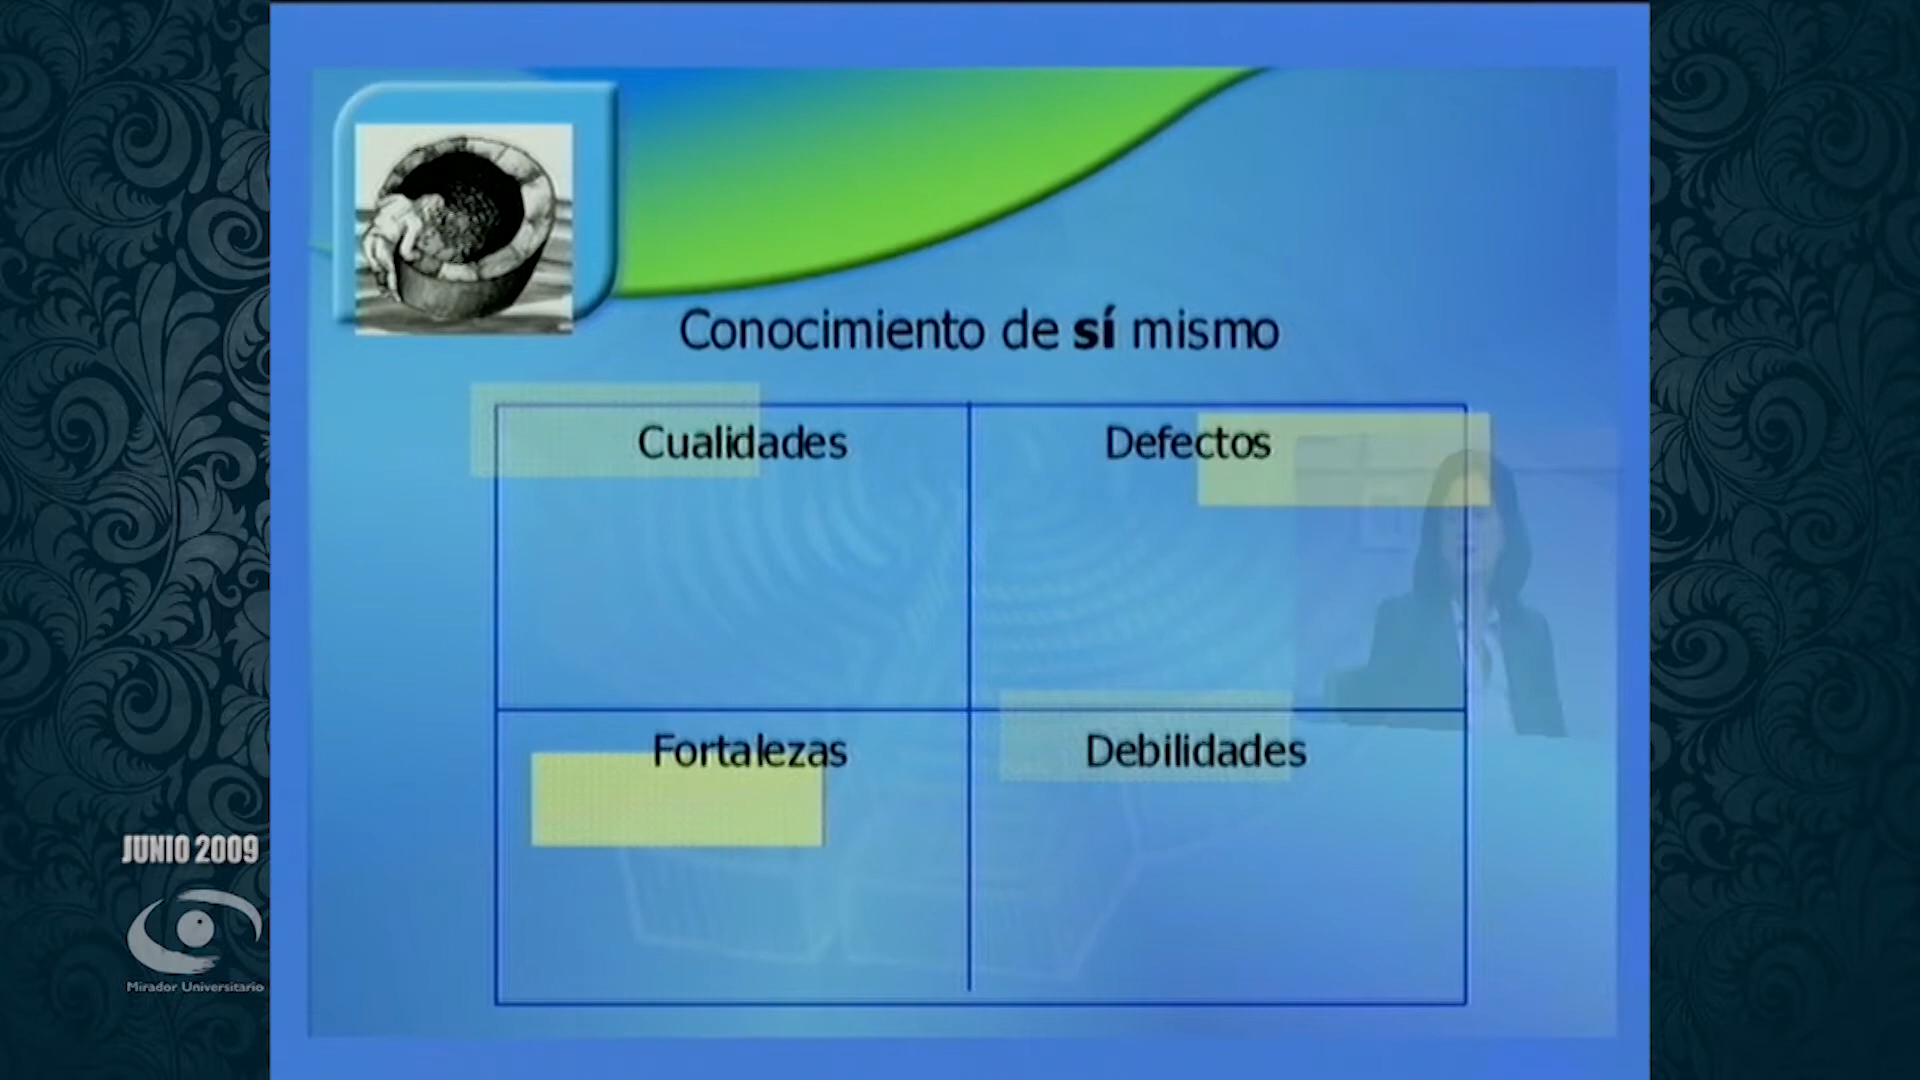 Conocimiento de sí mismo
Cualidades
Defectos
Fortalezas
Debilidades
JUNIO 2009
Mirador Universitario